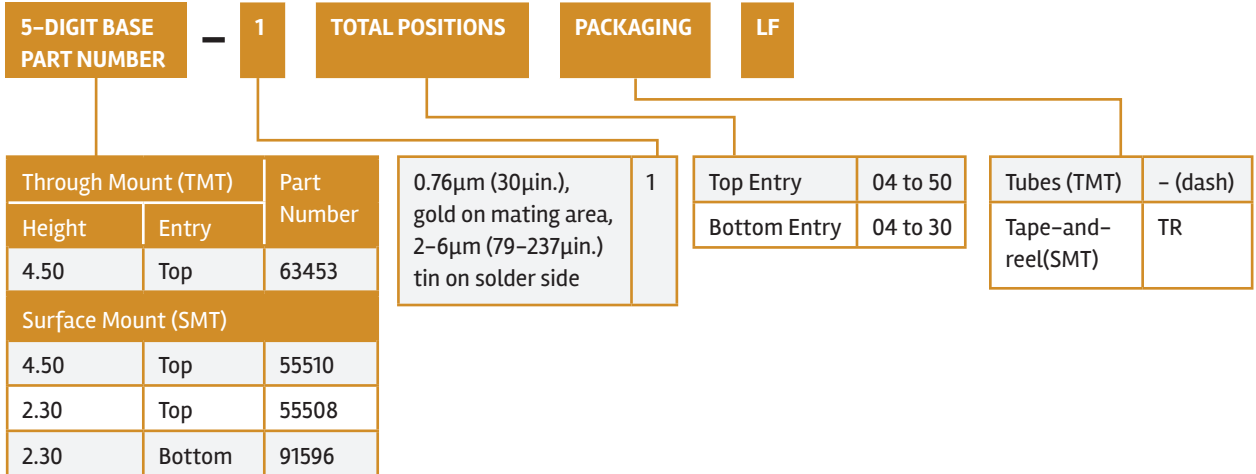 5-DIGIT BASE
PART NUMBER
–
1
TOTAL POSITIONS
PACKAGING
LF
Through Mount (TMT)
Part
Number
Height
Entry
4.50
Top
63453
Surface Mount (SMT)
4.50
Top
55510
2.30
Top
55508
2.30
Bottom
91596
0.76µm (30µin.),
gold on mating area,
2-6µm (79-237µin.)
tin on solder side
1
Top Entry
04 to 50
Bottom Entry
04 to 30
Tubes (TMT)
- (dash)
Tape-and-
reel(SMT)
TR